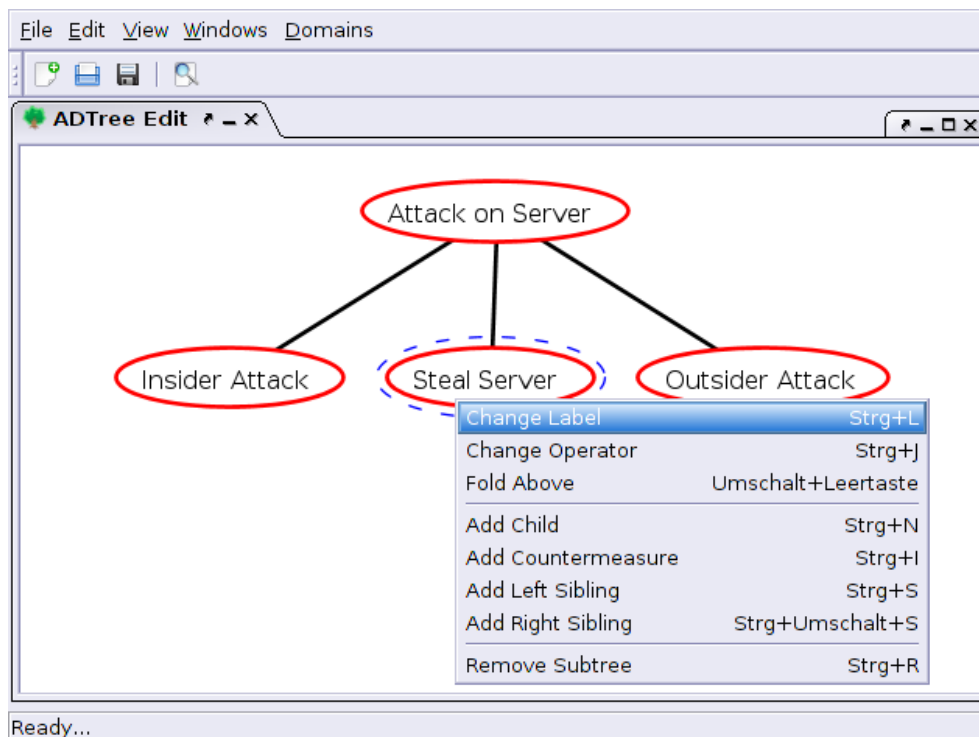 File Edit View Windows Domains
ADTree Edit
Attack on Server
Insider Attack Steal Server Outsider Attack
Change Label Strg+L
Change Operator Strg+J
Fold Above Umschalt+Leertaste
Add Child Strg+N
Add Countermeasure Strg+I
Add Left Sibling Strg+S
Add Right Sibling Strg+Umschalt+S
Remove Subtree Strg+R
Ready...